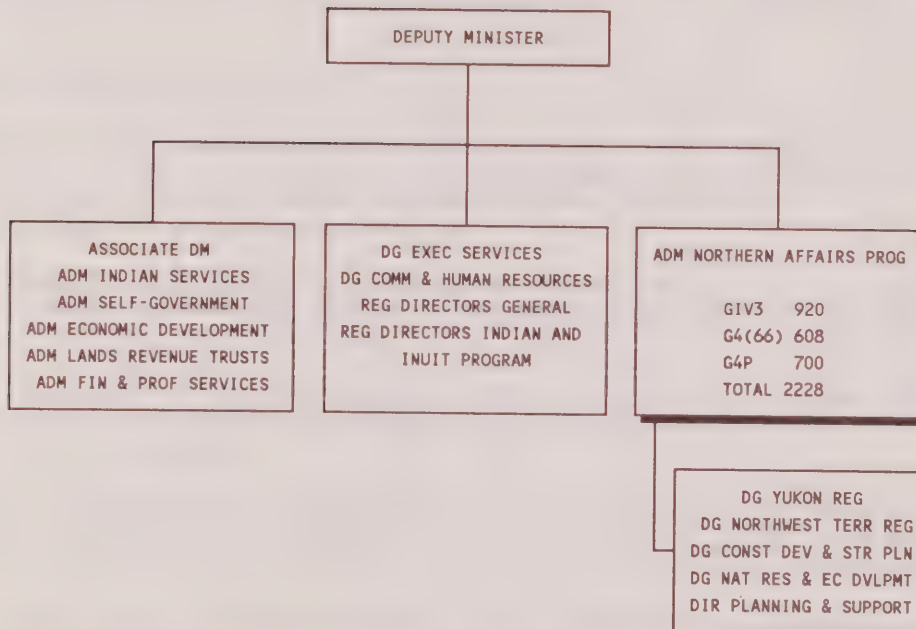 DEPUTY MINISTER
ASSOCIATE DM
ADM INDIAN SERVICES
ADM SELF-GOVERNMENT
ADM ECONOMIC DEVELOPMENT
ADM LANDS REVENUE TRUSTS
ADM FIN & PROF SERVICES
DG EXEC SERVICES
DG COMM & HUMAN RESOURCES
REG DIRECTORS GENERAL
REG DIRECTORS INDIAN AND
INUIT PROGRAM
ADM NORTHERN AFFAIRS PROG
GIV3 920
G4(66) 608
G4P 700
TOTAL 2228
DG YUKON REG
DG NORTHWEST TERR REG
DG CONST DEV & STR PLN
DG NAT RES & EC DVLPMT
DIR PLANNING & SUPPORT